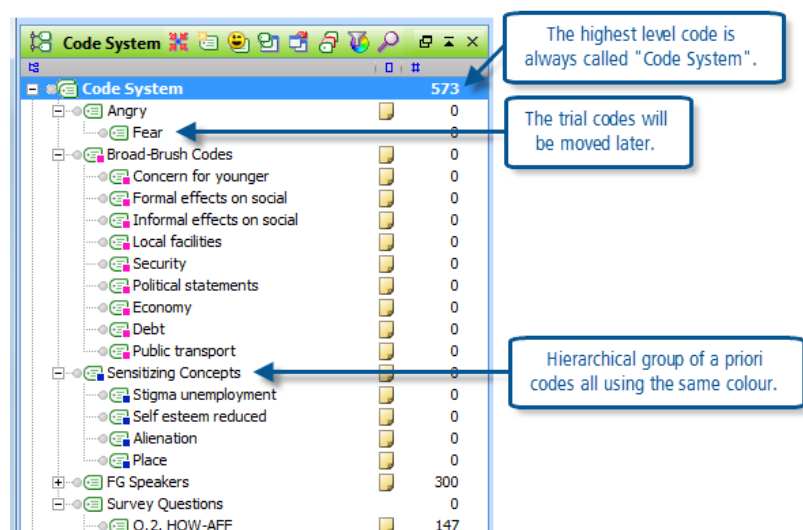 Code System
#
Code System 573
Angry 0
Fear 0
Broad-Brush Codes 0
Concern for younger 0
Formal effects on social 0
Informal effects on social 0
Local facilities 0
Security 0
Political statements 0
Economy 0
Debt 0
Public transport 0
Sensitizing Concepts 0
Stigma unemployment 0
Self esteem reduced 0
Alienation 0
Place 0
FG Speakers 300
Survey Questions 0
Q.2. HOW-AFF 147
The highest level code is
always called "Code System".
The trial codes will
be moved later.
Hierarchical group of a priori
codes all using the same colour.